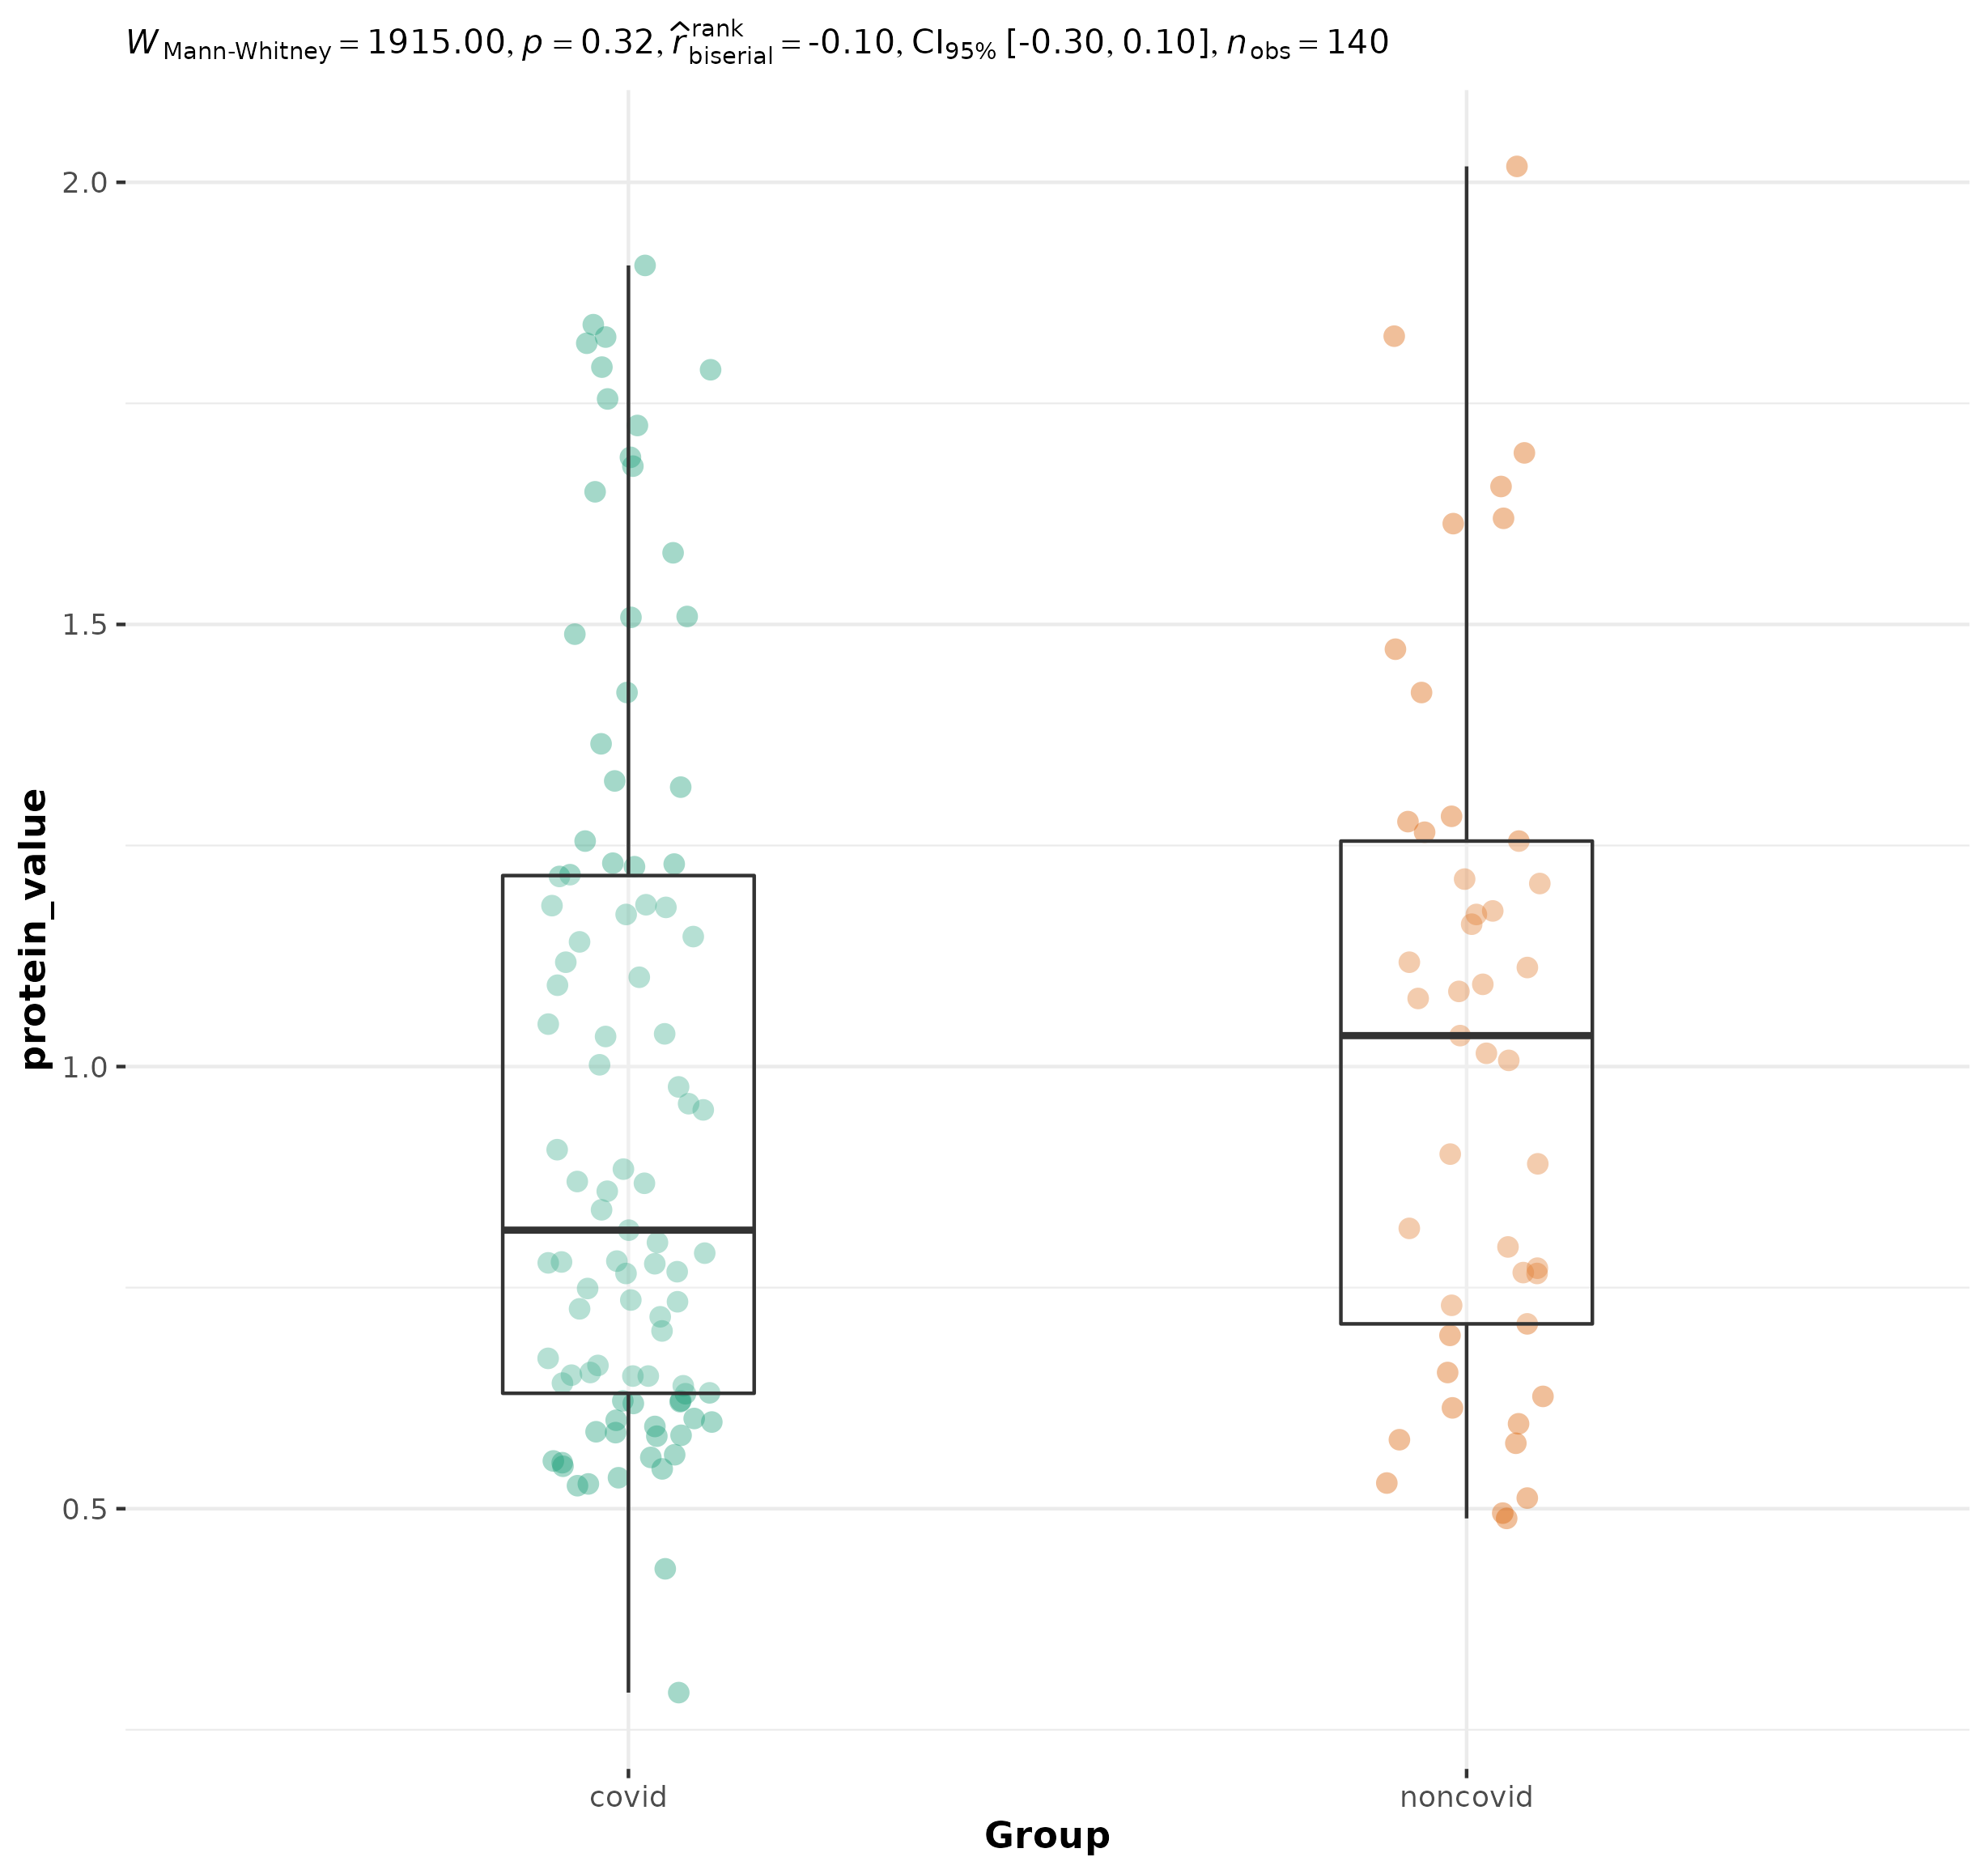 W Mann-Whitney = 1915.00, p = 0.32, r̂ rank biserial = -0.10, CI95% [-0.30, 0.10], n obs = 140
protein_value
2.0
1.5
1.0
0.5
covid noncovid
Group